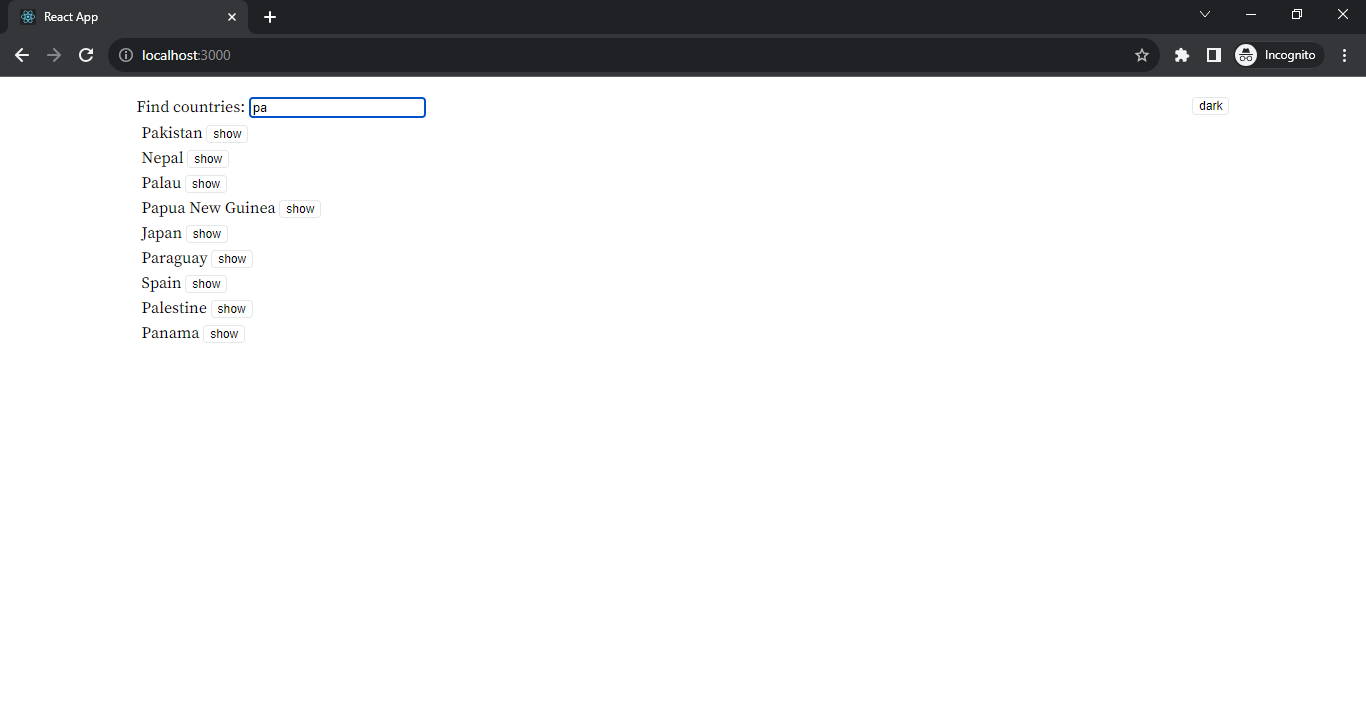 React App
localhost:3000
Incognito
Find countries: pa
dark
Pakistan show
Nepal show
Palau show
Papua New Guinea show
Japan show
Paraguay show
Spain show
Palestine show
Panama show